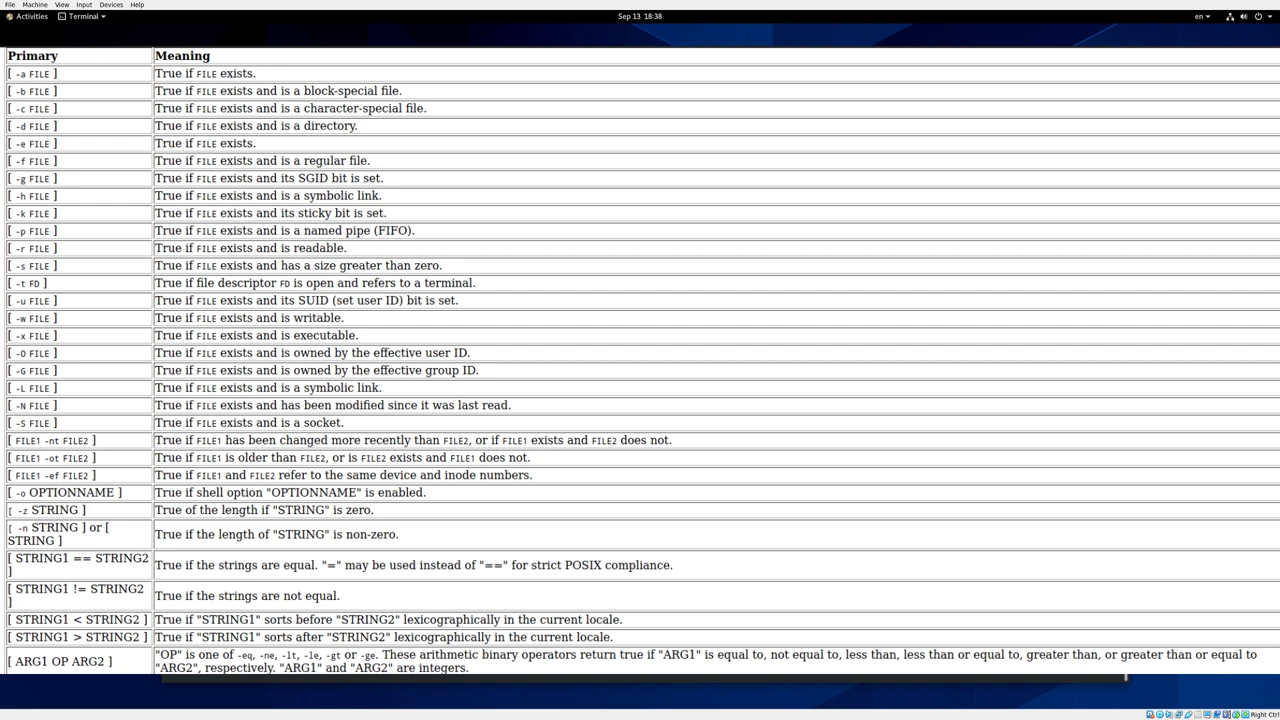 File Machine View Input Devices Help
Activities Terminal Sep 13 18:38 en
Primary Meaning
[ -a FILE ] True if FILE exists.
[ -b FILE ] True if FILE exists and is a block-special file.
[ -c FILE ] True if FILE exists and is a character-special file.
[ -d FILE ] True if FILE exists and is a directory.
[ -e FILE ] True if FILE exists.
[ -f FILE ] True if FILE exists and is a regular file.
[ -g FILE ] True if FILE exists and its SGID bit is set.
[ -h FILE ] True if FILE exists and is a symbolic link.
[ -k FILE ] True if FILE exists and its sticky bit is set.
[ -p FILE ] True if FILE exists and is a named pipe (FIFO).
[ -r FILE ] True if FILE exists and is readable.
[ -s FILE ] True if FILE exists and has a size greater than zero.
[ -t FD ] True if file descriptor FD is open and refers to a terminal.
[ -u FILE ] True if FILE exists and its SUID (set user ID) bit is set.
[ -w FILE ] True if FILE exists and is writable.
[ -x FILE ] True if FILE exists and is executable.
[ -O FILE ] True if FILE exists and is owned by the effective user ID.
[ -G FILE ] True if FILE exists and is owned by the effective group ID.
[ -L FILE ] True if FILE exists and is a symbolic link.
[ -N FILE ] True if FILE exists and has been modified since it was last read.
[ -S FILE ] True if FILE exists and is a socket.
[ FILE1 -nt FILE2 ] True if FILE1 has been changed more recently than FILE2, or if FILE1 exists and FILE2 does not.
[ FILE1 -ot FILE2 ] True if FILE1 is older than FILE2, or is FILE2 exists and FILE1 does not.
[ FILE1 -ef FILE2 ] True if FILE1 and FILE2 refer to the same device and inode numbers.
[ -o OPTIONNAME ] True if shell option "OPTIONNAME" is enabled.
[ -z STRING ] True of the length if "STRING" is zero.
[ -n STRING ] or [
STRING ]
True if the length of "STRING" is non-zero.
[ STRING1 == STRING2
]
True if the strings are equal. "=" may be used instead of "==" for strict POSIX compliance.
[ STRING1 != STRING2
]
True if the strings are not equal.
[ STRING1 < STRING2 ] True if "STRING1" sorts before "STRING2" lexicographically in the current locale.
[ STRING1 > STRING2 ] True if "STRING1" sorts after "STRING2" lexicographically in the current locale.
[ ARG1 OP ARG2 ]
"OP" is one of -eq, -ne, -lt, -le, -gt or -ge. These arithmetic binary operators return true if "ARG1" is equal to, not equal to, less than, less than or equal to, greater than, or greater than or equal to
"ARG2", respectively. "ARG1" and "ARG2" are integers.
Right Ctrl